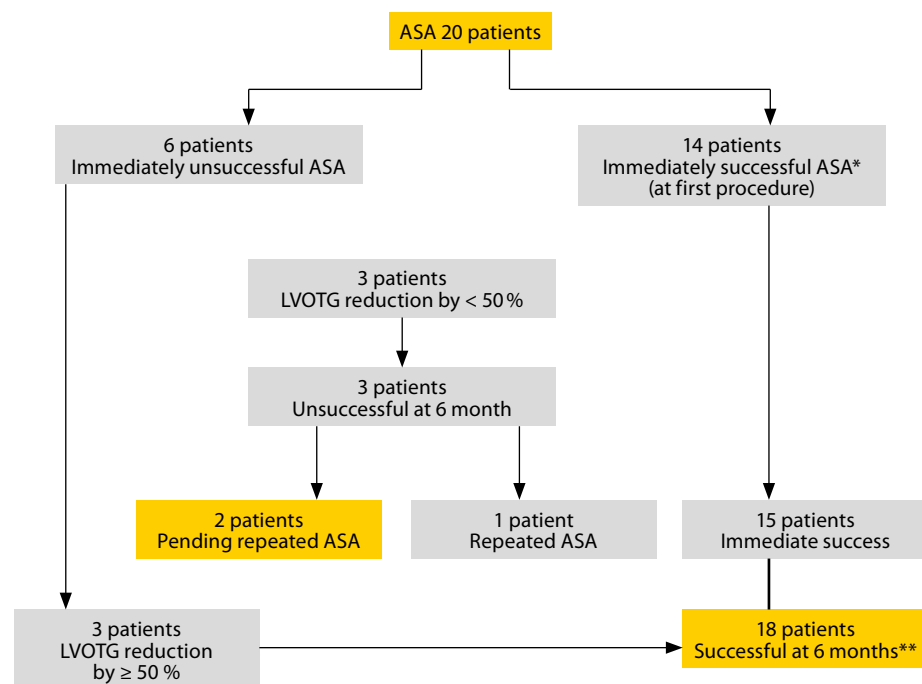 ASA 20 patients
6 patients
Immediately unsuccessful ASA
14 patients
Immediately successful ASA*
(at first procedure)
3 patients
LVOTG reduction by < 50 %
3 patients
Unsuccessful at 6 month
2 patients
Pending repeated ASA
1 patient
Repeated ASA
15 patients
Immediate success
3 patients
LVOTG reduction
by ≥ 50 %
18 patients
Successful at 6 months**